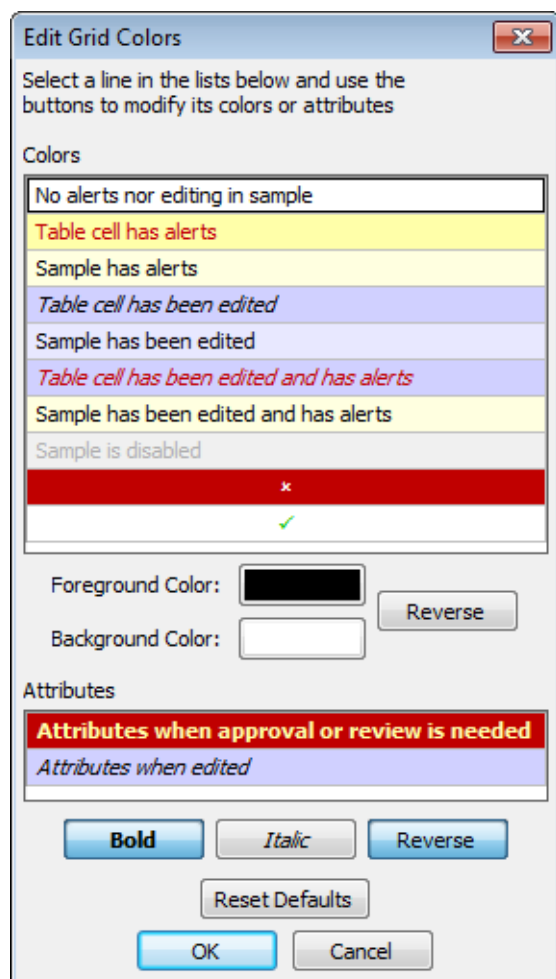 Edit Grid Colors
Select a line in the lists below and use the
buttons to modify its colors or attributes
Colors
No alerts nor editing in sample
Table cell has alerts
Sample has alerts
Table cell has been edited
Sample has been edited
Table cell has been edited and has alerts
Sample has been edited and has alerts
Sample is disabled
Foreground Color:
Reverse
Background Color:
Attributes
Attributes when approval or review is needed
Attributes when edited
Bold Italic Reverse
Reset Defaults
OK Cancel